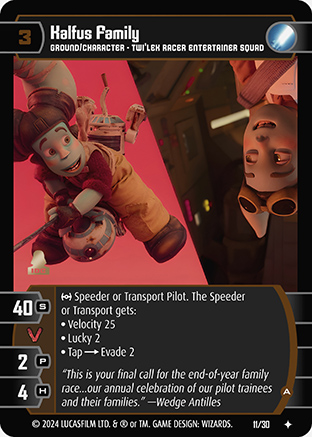 3
Kalfus Family
GROUND/CHARACTER - TWI'LEK RACER ENTERTAINER SQUAD
40 S
2 P
4 H
Speeder or Transport Pilot. The Speeder
or Transport gets:
• Velocity 25
• Lucky 2
• Tap → Evade 2
"This is your final call for the end-of-year family
race...our annual celebration of our pilot trainees
and their families." —Wedge Antilles
A
© 2024 LUCASFILM LTD. & ® or TM. GAME DESIGN: WIZARDS.
11/30